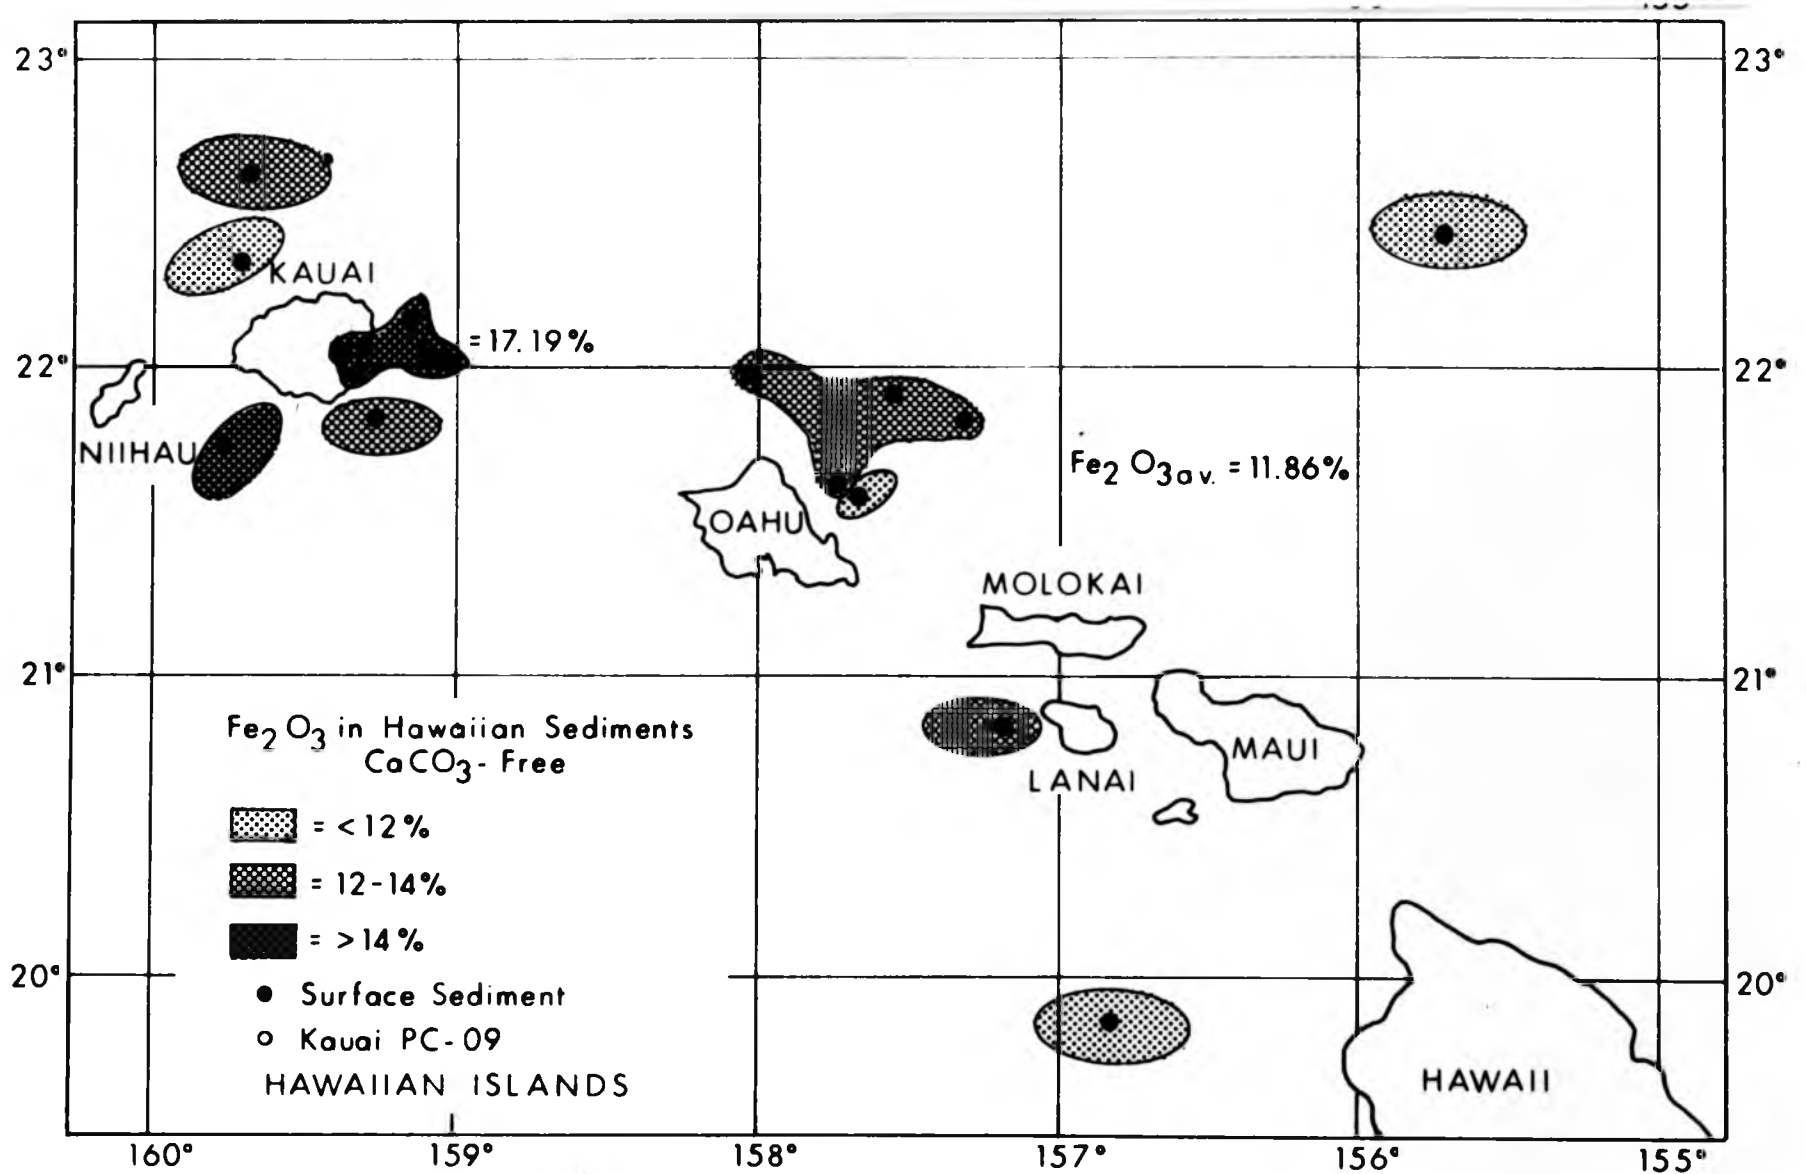 23°
23°
KAUAI
= 17.19%
22°
22°
NIIHAU
Fe2 O3 av. = 11.86%
OAHU
MOLOKAI
21°
21°
Fe2 O3 in Hawaiian Sediments
CaCO3 - Free
MAUI
LANAI
= <12%
= 12-14%
= >14%
20°
20°
Surface Sediment
Kauai PC-09
HAWAIIAN ISLANDS
HAWAII
160°
159°
158°
157°
156°
155°